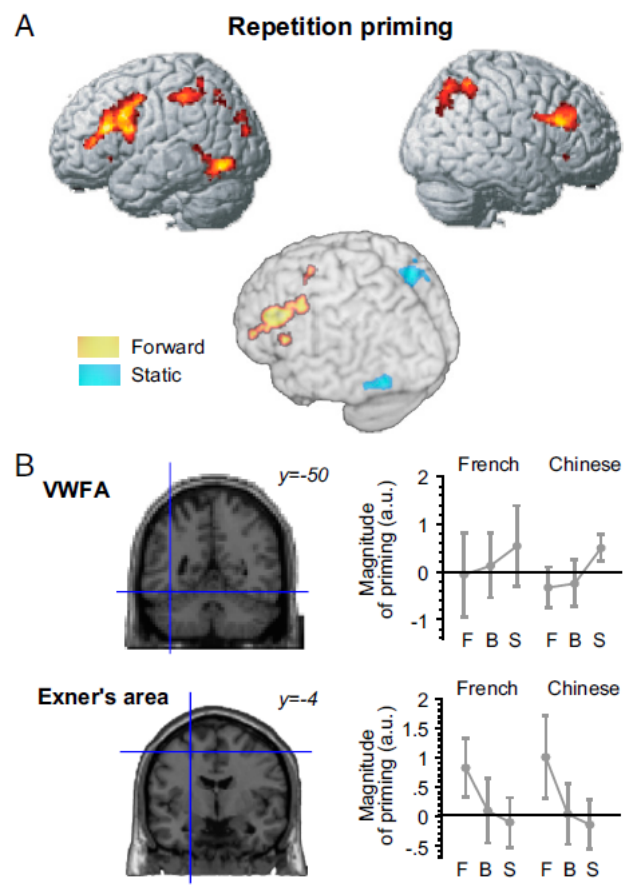 A
Repetition priming
Forward
Static
B
VWFA
y=-50
French Chinese
Magnitude
of priming (a.u.)
2
1
0
-1
F B S F B S
Exner's area
y=-4
French Chinese
Magnitude
of priming (a.u.)
2
1.5
1
.5
0
-.5
F B S F B S